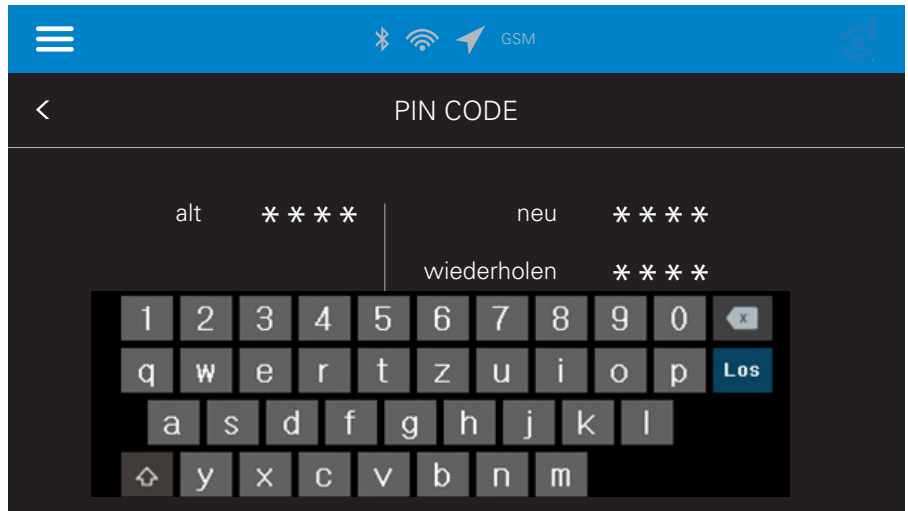 GSM
PIN CODE
alt **** neu ****
wiederholen ****
1 2 3 4 5 6 7 8 9 0 x
q w e r t z u i o p Los
a s d f g h j k l
y x c v b n m